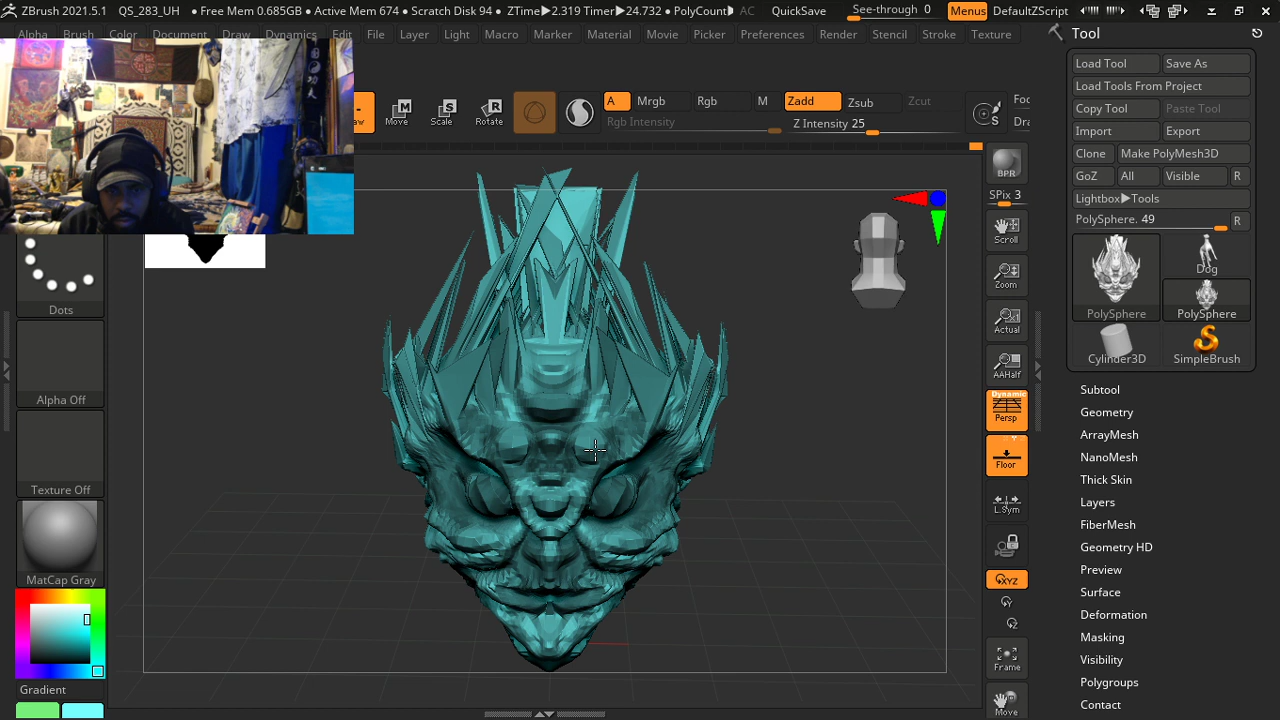 ZBrush 2021.5.1 QS_283_UH • Free Mem 0.685GB • Active Mem 674 • Scratch Disk 94 • ZTime▶2.319 Timer▶24.732 • PolyCount▶ AC QuickSave See-through 0 Menus DefaultZScript
Alpha Brush Color Document Draw Dynamics Edit File Layer Light Macro Marker Material Movie Picker Preferences Render Stencil Stroke Texture
Move
Scale
Rotate
A Mrgb Rgb M Zadd Zsub Zcut
Rgb Intensity
Z Intensity 25
Foc
Dra
Dots
Alpha Off
Texture Off
MatCap Gray
Gradient
BPR
SPix 3
Scroll
Zoom
Actual
AAHalf
Dynamic
Persp
Floor
L.Sym
XYZ
Frame
Move
Tool
Load Tool Save As
Load Tools From Project
Copy Tool Paste Tool
Import Export
Clone Make PolyMesh3D
GoZ All Visible R
Lightbox▶Tools
PolySphere. 49 R
PolySphere
Dog
PolySphere
Cylinder3D SimpleBrush
Subtool
Geometry
ArrayMesh
NanoMesh
Thick Skin
Layers
FiberMesh
Geometry HD
Preview
Surface
Deformation
Masking
Visibility
Polygroups
Contact